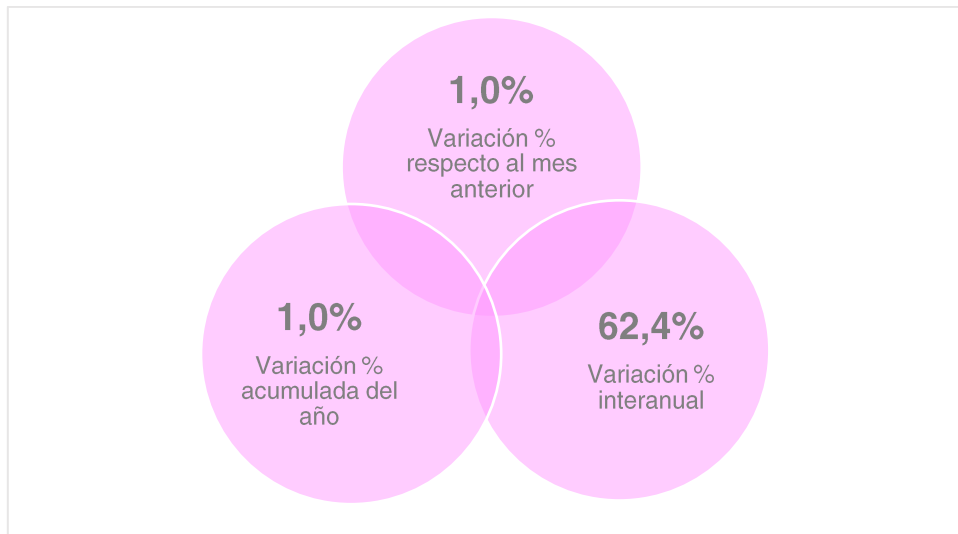 1,0%
Variación %
respecto al mes
anterior
1,0%
Variación %
acumulada del
año
62,4%
Variación %
interanual